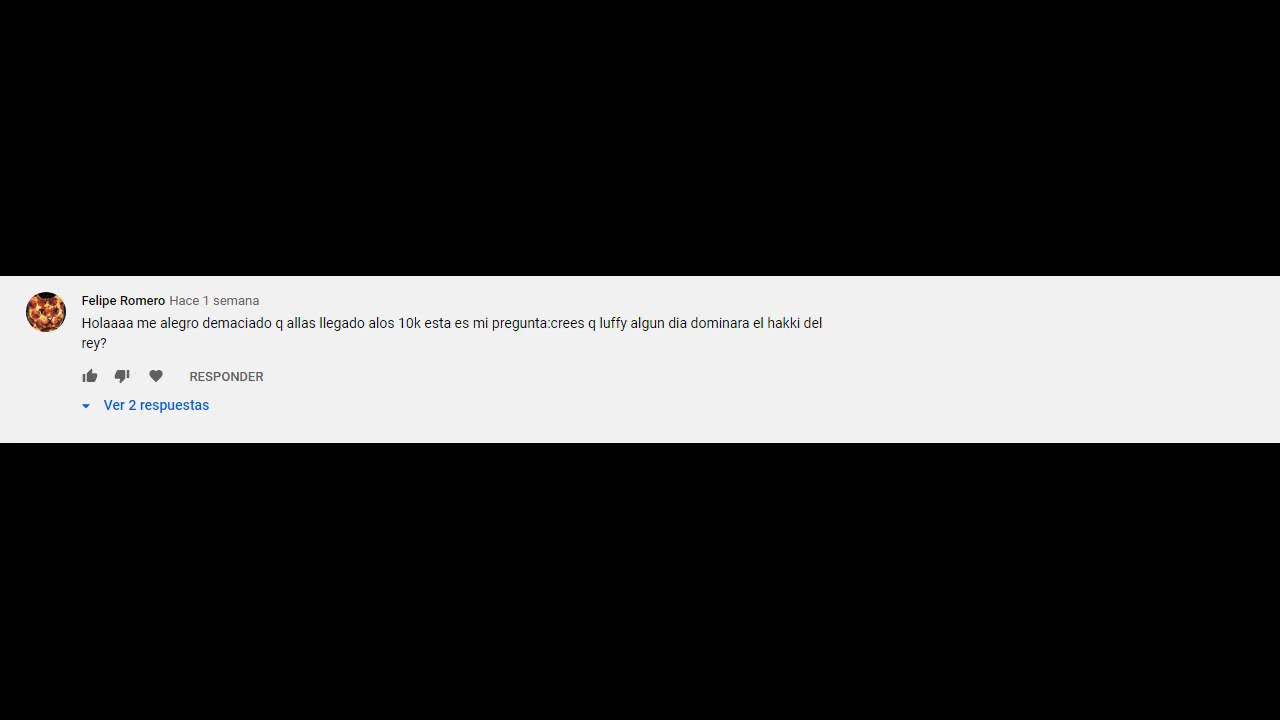 Felipe Romero Hace 1 semana
Holaaaa me alegro demaciado q allas llegado alos 10k esta es mi pregunta:crees q luffy algun dia dominara el hakki del
rey?
RESPONDER
Ver 2 respuestas